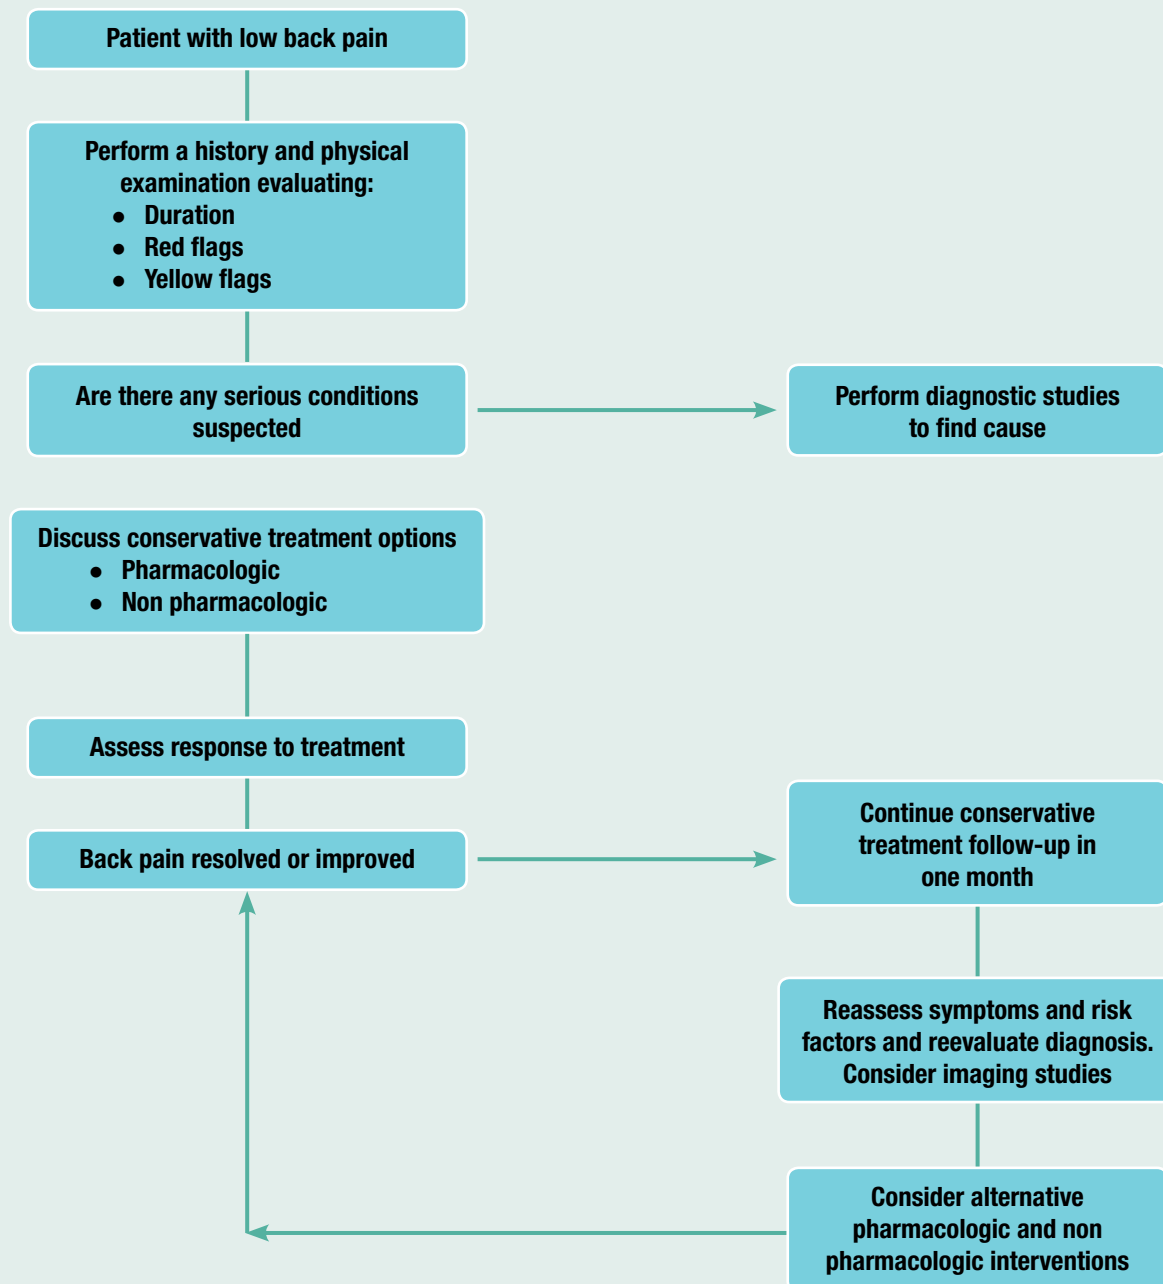 Patient with low back pain
Perform a history and physical
examination evaluating:
● Duration
● Red flags
● Yellow flags
Are there any serious conditions
suspected
Perform diagnostic studies
to find cause
Discuss conservative treatment options
● Pharmacologic
● Non pharmacologic
Assess response to treatment
Back pain resolved or improved
Continue conservative
treatment follow-up in
one month
Reassess symptoms and risk
factors and reevaluate diagnosis.
Consider imaging studies
Consider alternative
pharmacologic and non
pharmacologic interventions